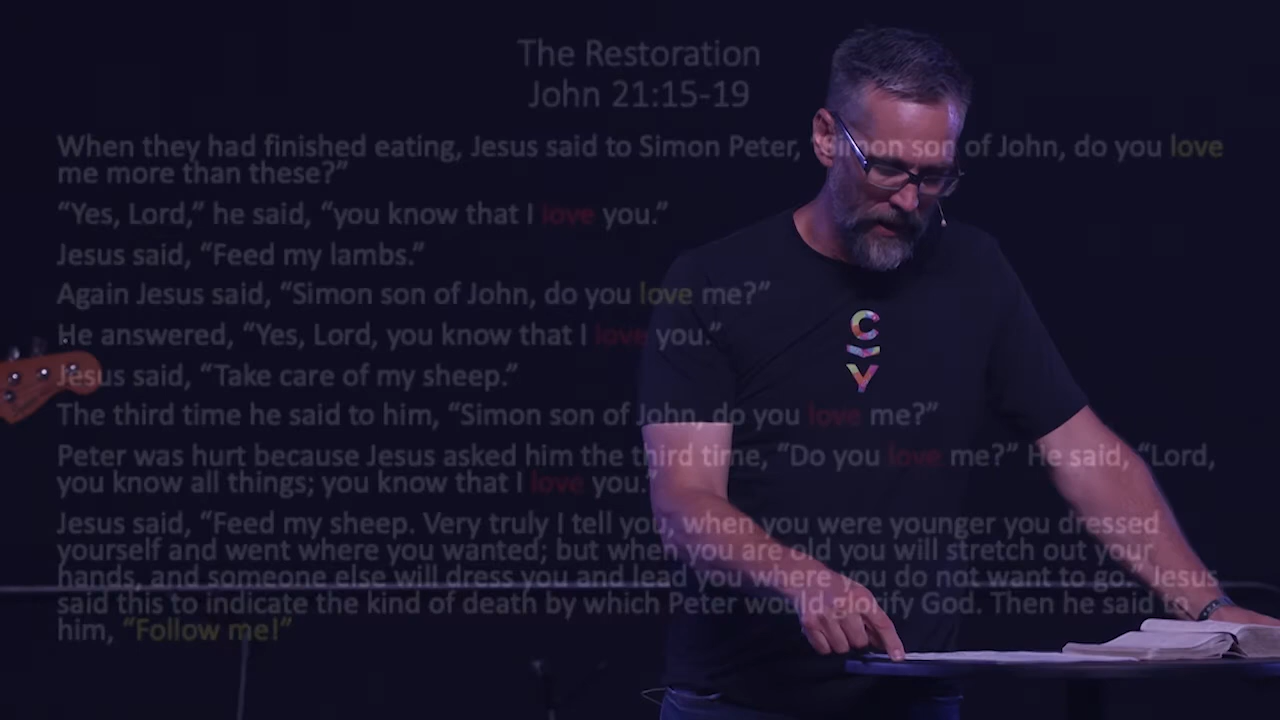 The Restoration
John 21:15-19
When they had finished eating, Jesus said to Simon Peter, “Simon son of John, do you love
me more than these?”
“Yes, Lord,” he said, “you know that I love you.”
Jesus said, “Feed my lambs.”
Again Jesus said, “Simon son of John, do you love me?”
He answered, “Yes, Lord, you know that I love you.”
Jesus said, “Take care of my sheep.”
The third time he said to him, “Simon son of John, do you love me?”
Peter was hurt because Jesus asked him the third time, “Do you love me?” He said, “Lord,
you know all things; you know that I love you.”
Jesus said, “Feed my sheep. Very truly I tell you, when you were younger you dressed
yourself and went where you wanted; but when you are old you will stretch out your
hands, and someone else will dress you and lead you where you do not want to go.” Jesus
said this to indicate the kind of death by which Peter would glorify God. Then he said to
him, “Follow me!”
C
Y